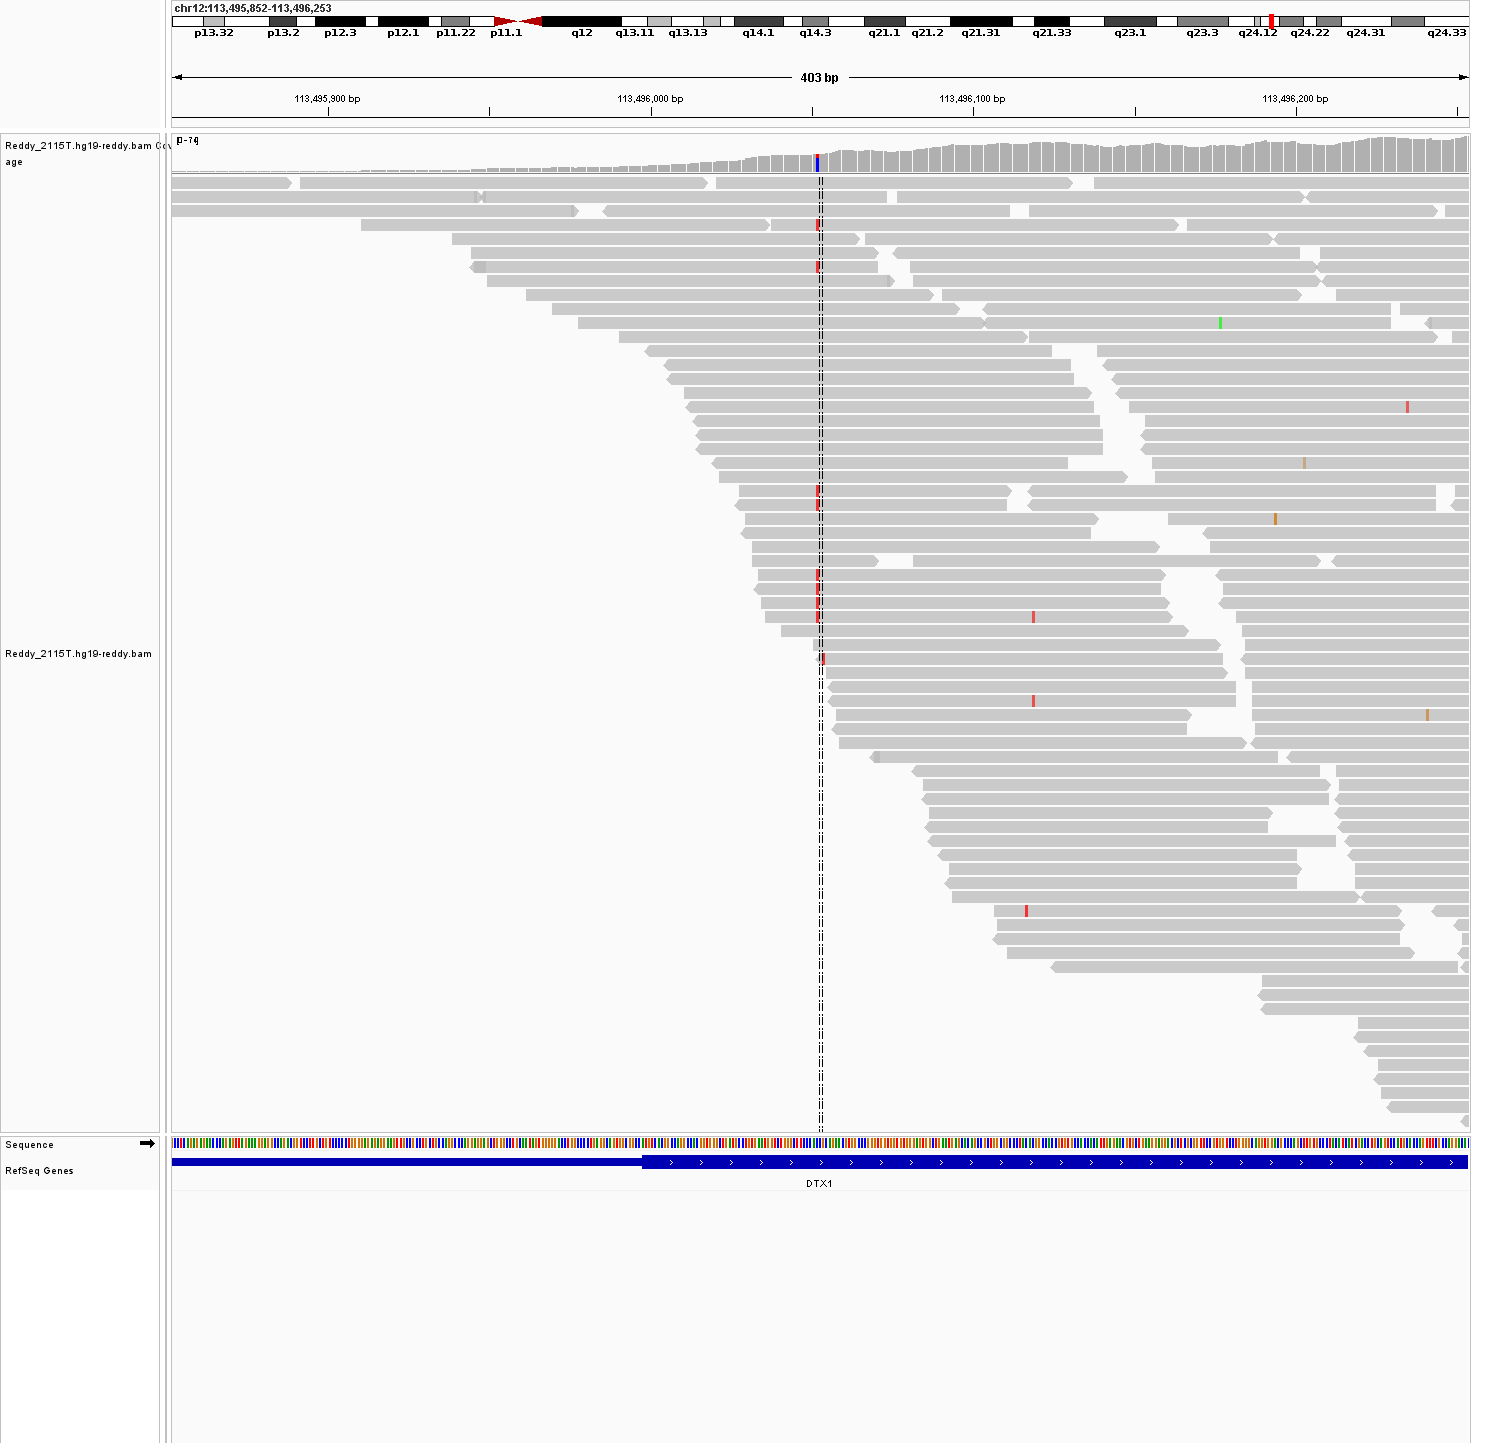 chr12:113,495,852-113,496,253
p13.32 p13.2 p12.3 p12.1 p11.22 p11.1 q12 q13.11 q13.13 q14.1 q14.3 q21.1 q21.2 q21.31 q21.33 q23.1 q23.3 q24.12 q24.22 q24.31 q24.33
403 bp
113,495,900 bp 113,496,000 bp 113,496,100 bp 113,496,200 bp
[0-74]
Reddy_2115T.hg19-reddy.bam Cov
age
Reddy_2115T.hg19-reddy.bam
Sequence
RefSeq Genes
DTX1